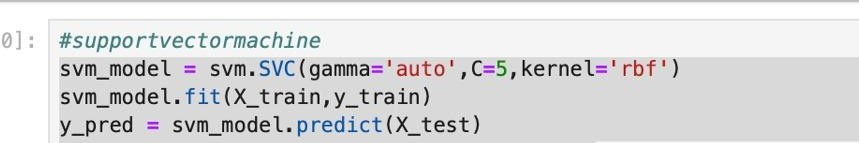 0]: #supportvectormachine
svm_model = svm.SVC(gamma='auto',C=5,kernel='rbf')
svm_model.fit(X_train,y_train)
y_pred = svm_model.predict(X_test)